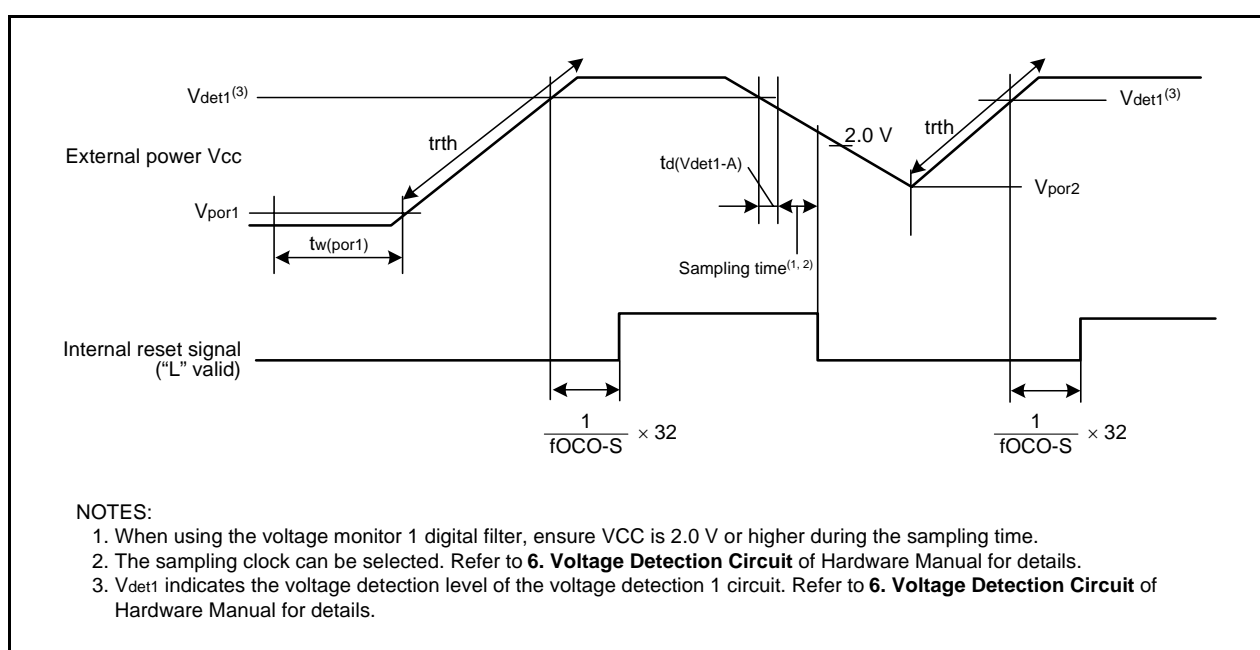 Vdet1(3)
trth
External power Vcc
Vpor1
tw(por1)
td(Vdet1-A)
Sampling time(1, 2)
2.0 V
trth
Vdet1(3)
Vpor2
Internal reset signal
(“L” valid)
1
fOCO-S
× 32
1
fOCO-S
× 32
NOTES:
1. When using the voltage monitor 1 digital filter, ensure VCC is 2.0 V or higher during the sampling time.
2. The sampling clock can be selected. Refer to 6. Voltage Detection Circuit of Hardware Manual for details.
3. Vdet1 indicates the voltage detection level of the voltage detection 1 circuit. Refer to 6. Voltage Detection Circuit of
Hardware Manual for details.